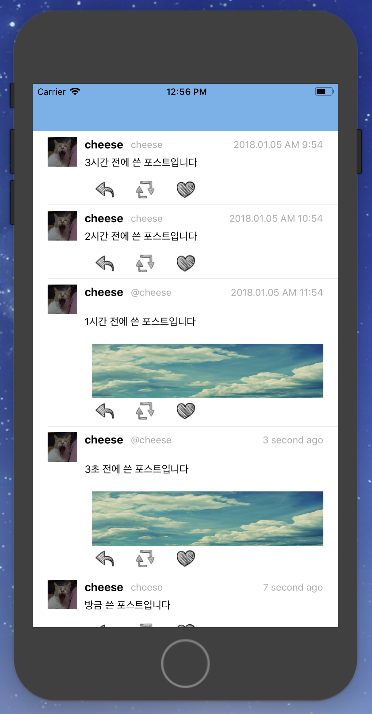 Carrier 12:56 PM
cheese cheese 2018.01.05 AM 9:54
3시간 전에 쓴 포스트입니다
cheese cheese 2018.01.05 AM 10:54
2시간 전에 쓴 포스트입니다
cheese @cheese 2018.01.05 AM 11:54
1시간 전에 쓴 포스트입니다
cheese @cheese 3 second ago
3초 전에 쓴 포스트입니다
cheese cheese 7 second ago
방금 쓴 포스트입니다